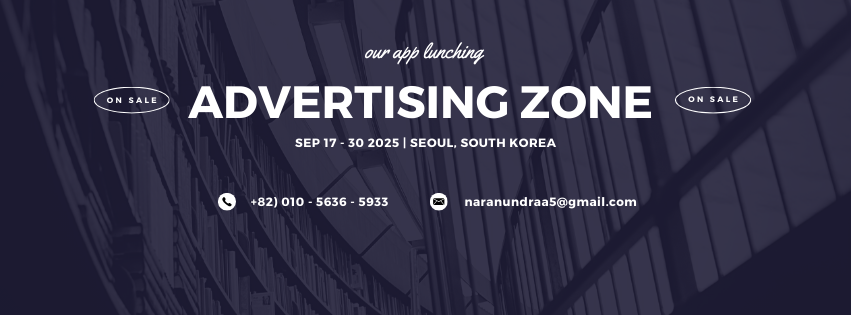 our app lunching
ON SALE
ADVERTISING ZONE
ON SALE
SEP 17 - 30 2025 | SEOUL, SOUTH KOREA
+82) 010 - 5636 - 5933
naranundraa5@gmail.com